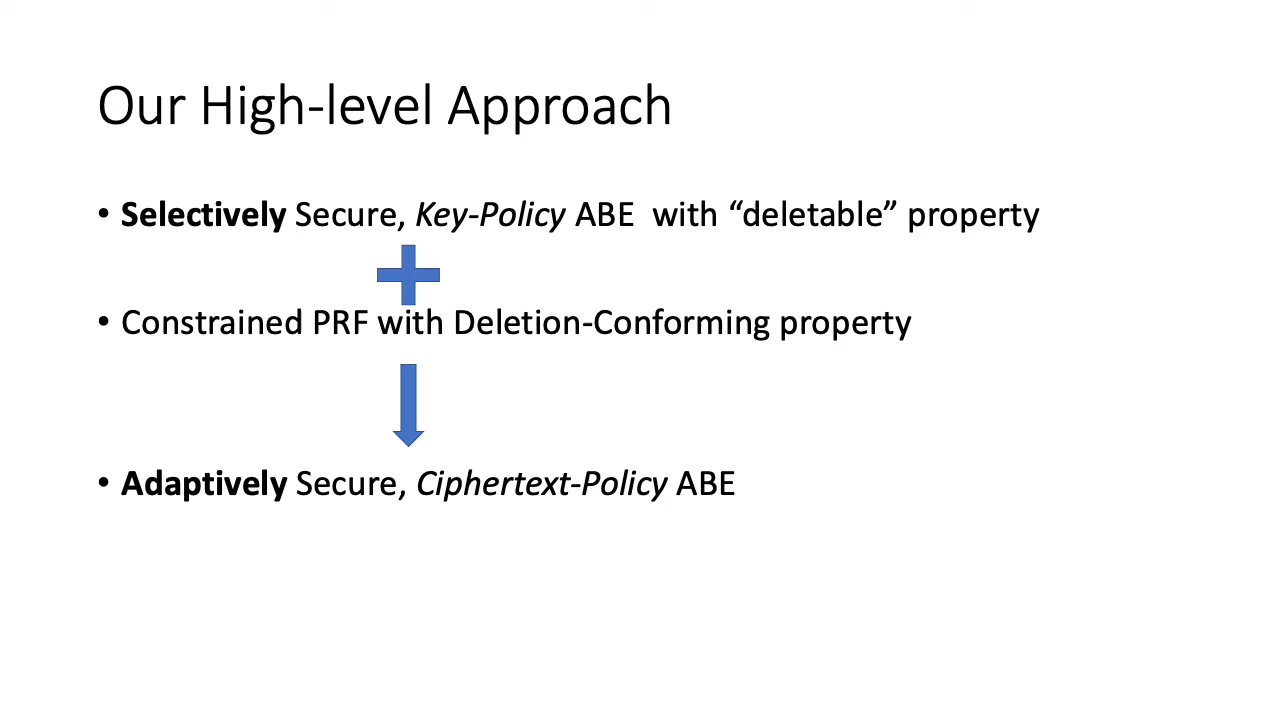 Our High-level Approach
• Selectively Secure, Key-Policy ABE with “deletable” property
• Constrained PRF with Deletion-Conforming property
• Adaptively Secure, Ciphertext-Policy ABE